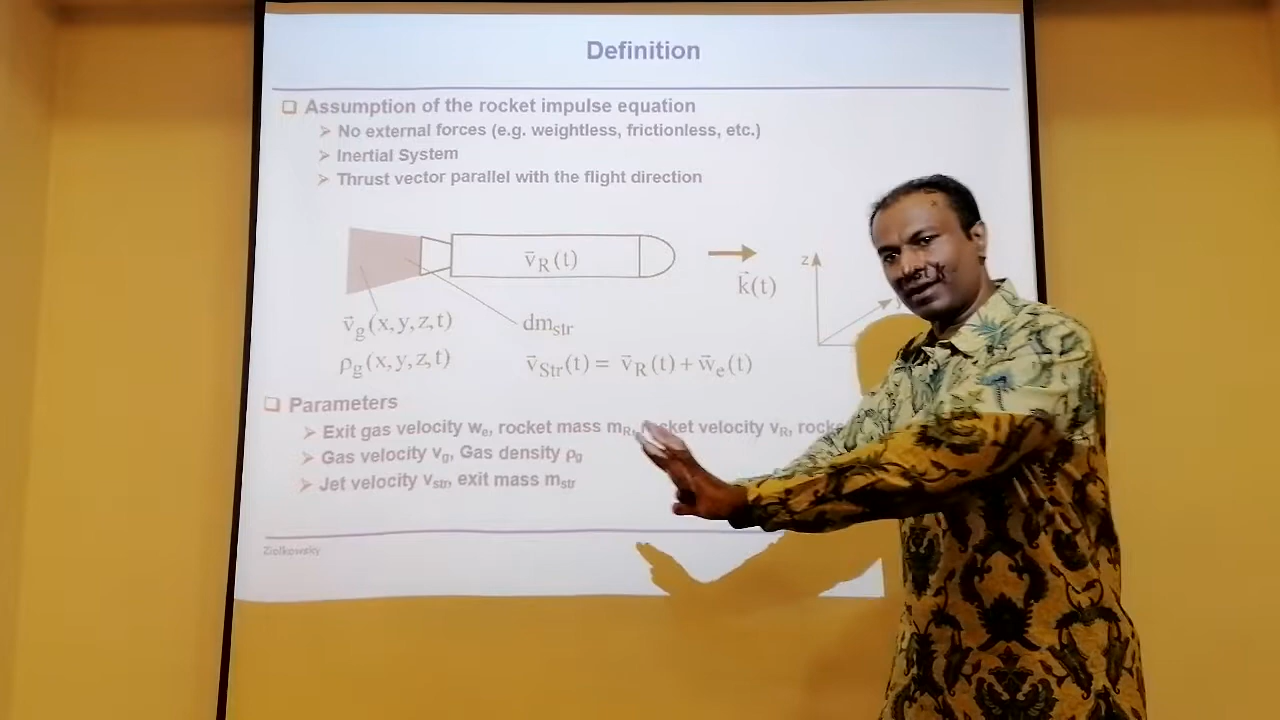 Definition
Assumption of the rocket impulse equation
No external forces (e.g. weightless, frictionless, etc.)
Inertial System
Thrust vector parallel with the flight direction
v⃗R(t)
z
k⃗(t)
v⃗g(x,y,z,t)
dmstr
ρg(x,y,z,t)
v⃗Str(t) = v⃗R(t) + w⃗e(t)
Parameters
Exit gas velocity we, rocket mass mR, rocket velocity vR,
Gas velocity vg, Gas density ρg
Jet velocity vstr, exit mass mstr
Ziolkowsky